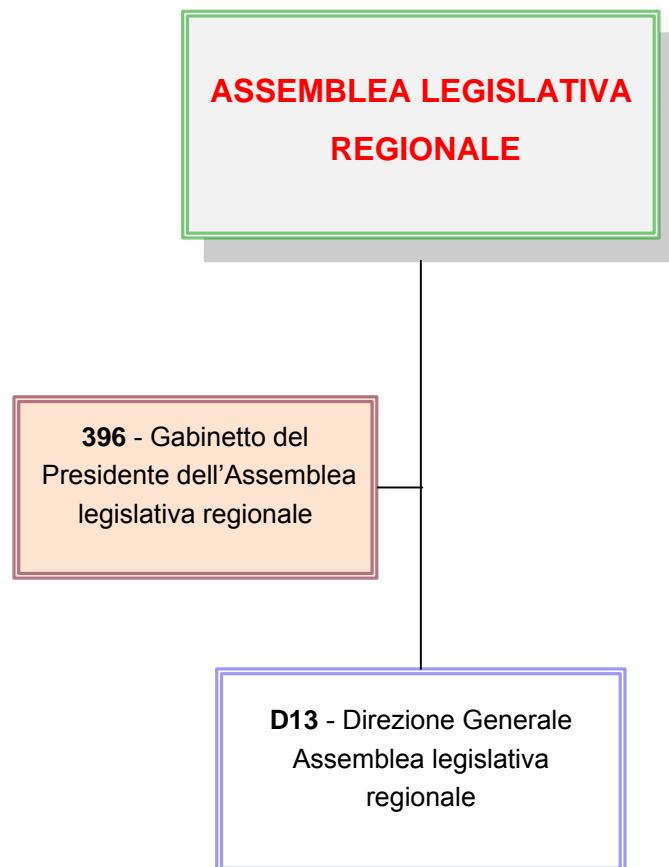 ASSEMBLEA LEGISLATIVA
REGIONALE
396 - Gabinetto del
Presidente dell’Assemblea
legislativa regionale
D13 - Direzione Generale
Assemblea legislativa
regionale